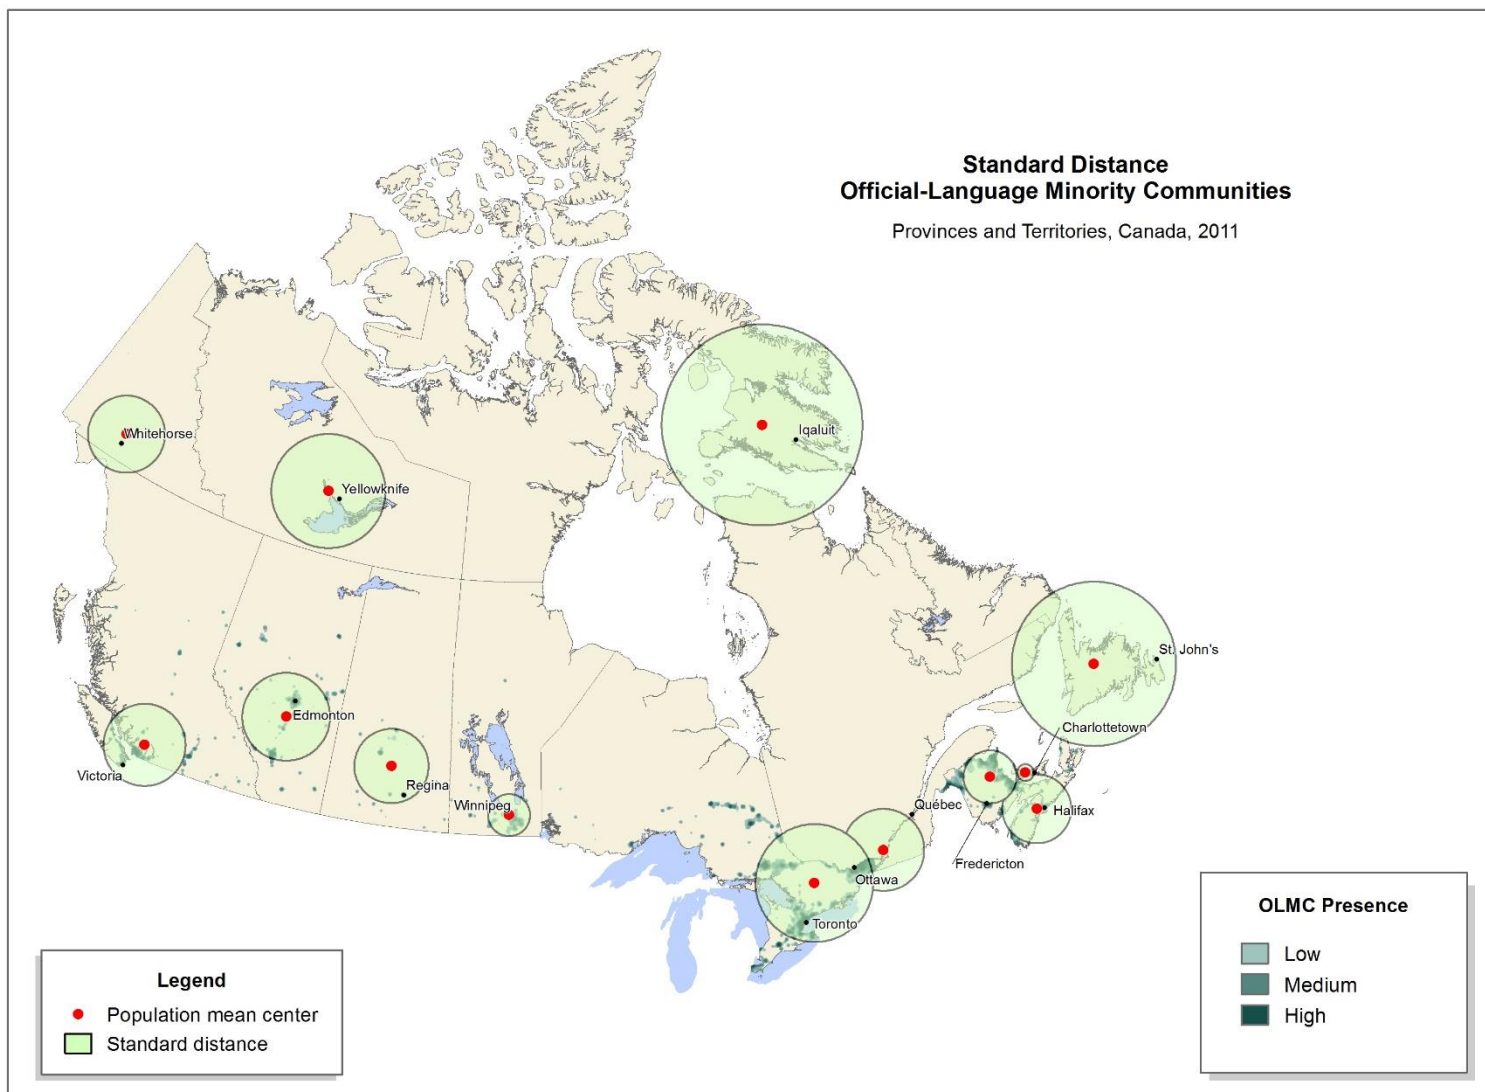 Standard Distance
Official-Language Minority Communities
Provinces and Territories, Canada, 2011
Whitehorse
Yellowknife
Iqaluit
St. John's
Edmonton
Charlottetown
Victoria
Regina
Winnipeg
Québec
Halifax
Fredericton
Ottawa
Toronto
Legend
Population mean center
Standard distance
OLMC Presence
Low
Medium
High